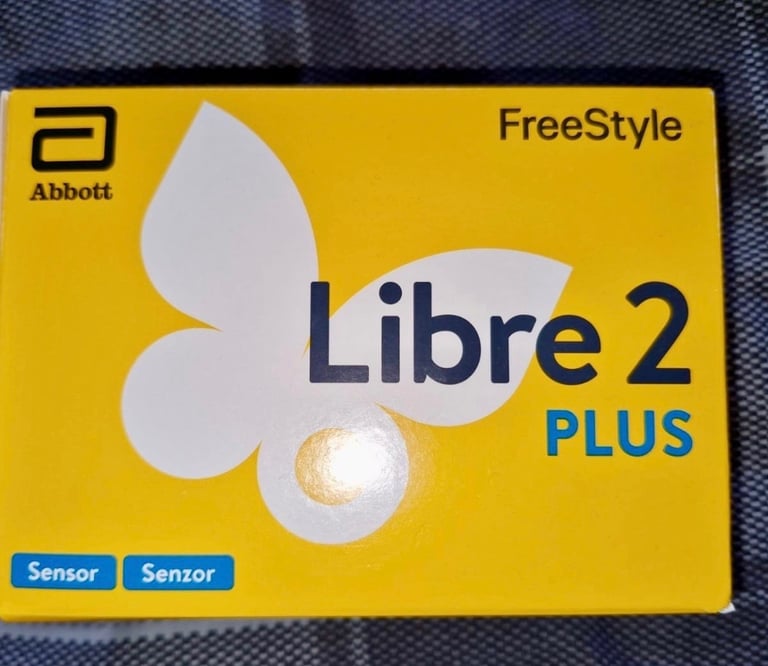 Abbott
FreeStyle
Libre 2
PLUS
Sensor
Senzor